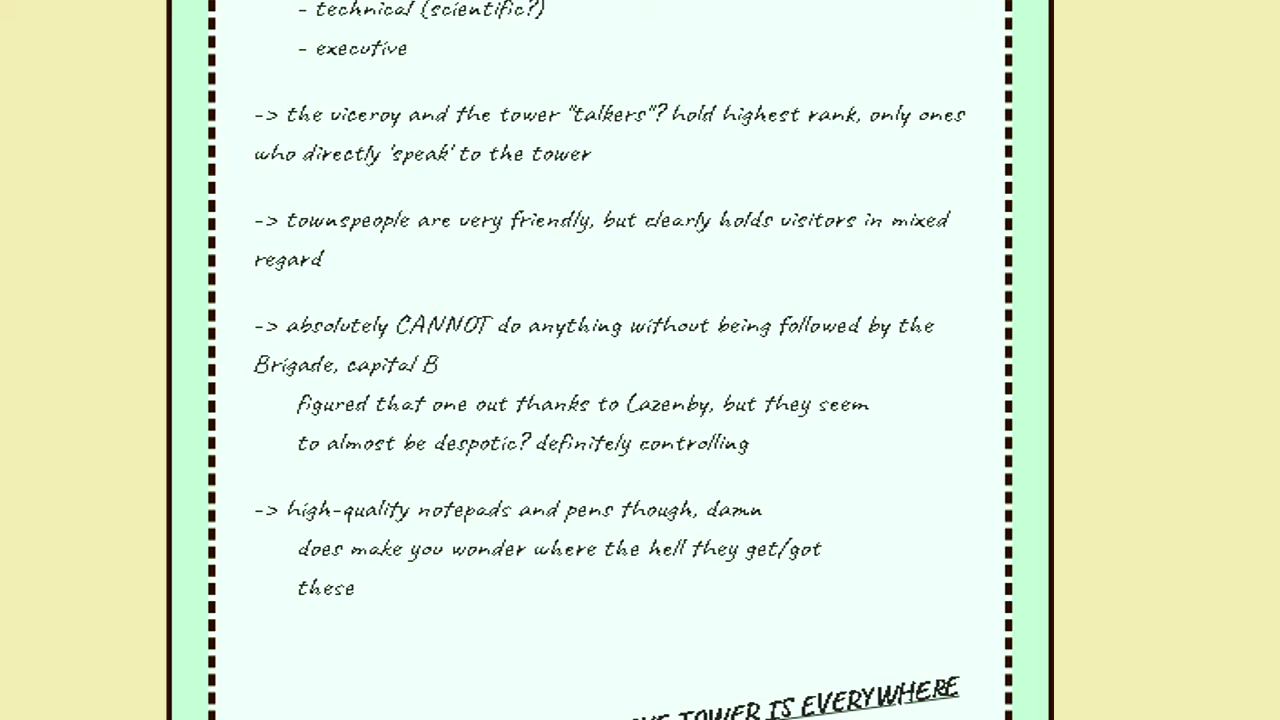 - technical (scientific?)
- executive
-> the viceroy and the tower "talkers"? hold highest rank, only ones
who directly 'speak' to the tower
-> townspeople are very friendly, but clearly holds visitors in mixed
regard
-> absolutely CANNOT do anything without being followed by the
Brigade, capital B
figured that one out thanks to Lazenby, but they seem
to almost be despotic? definitely controlling
-> high-quality notepads and pens though, damn
does make you wonder where the hell they get/got
these
TOWER IS EVERYWHERE